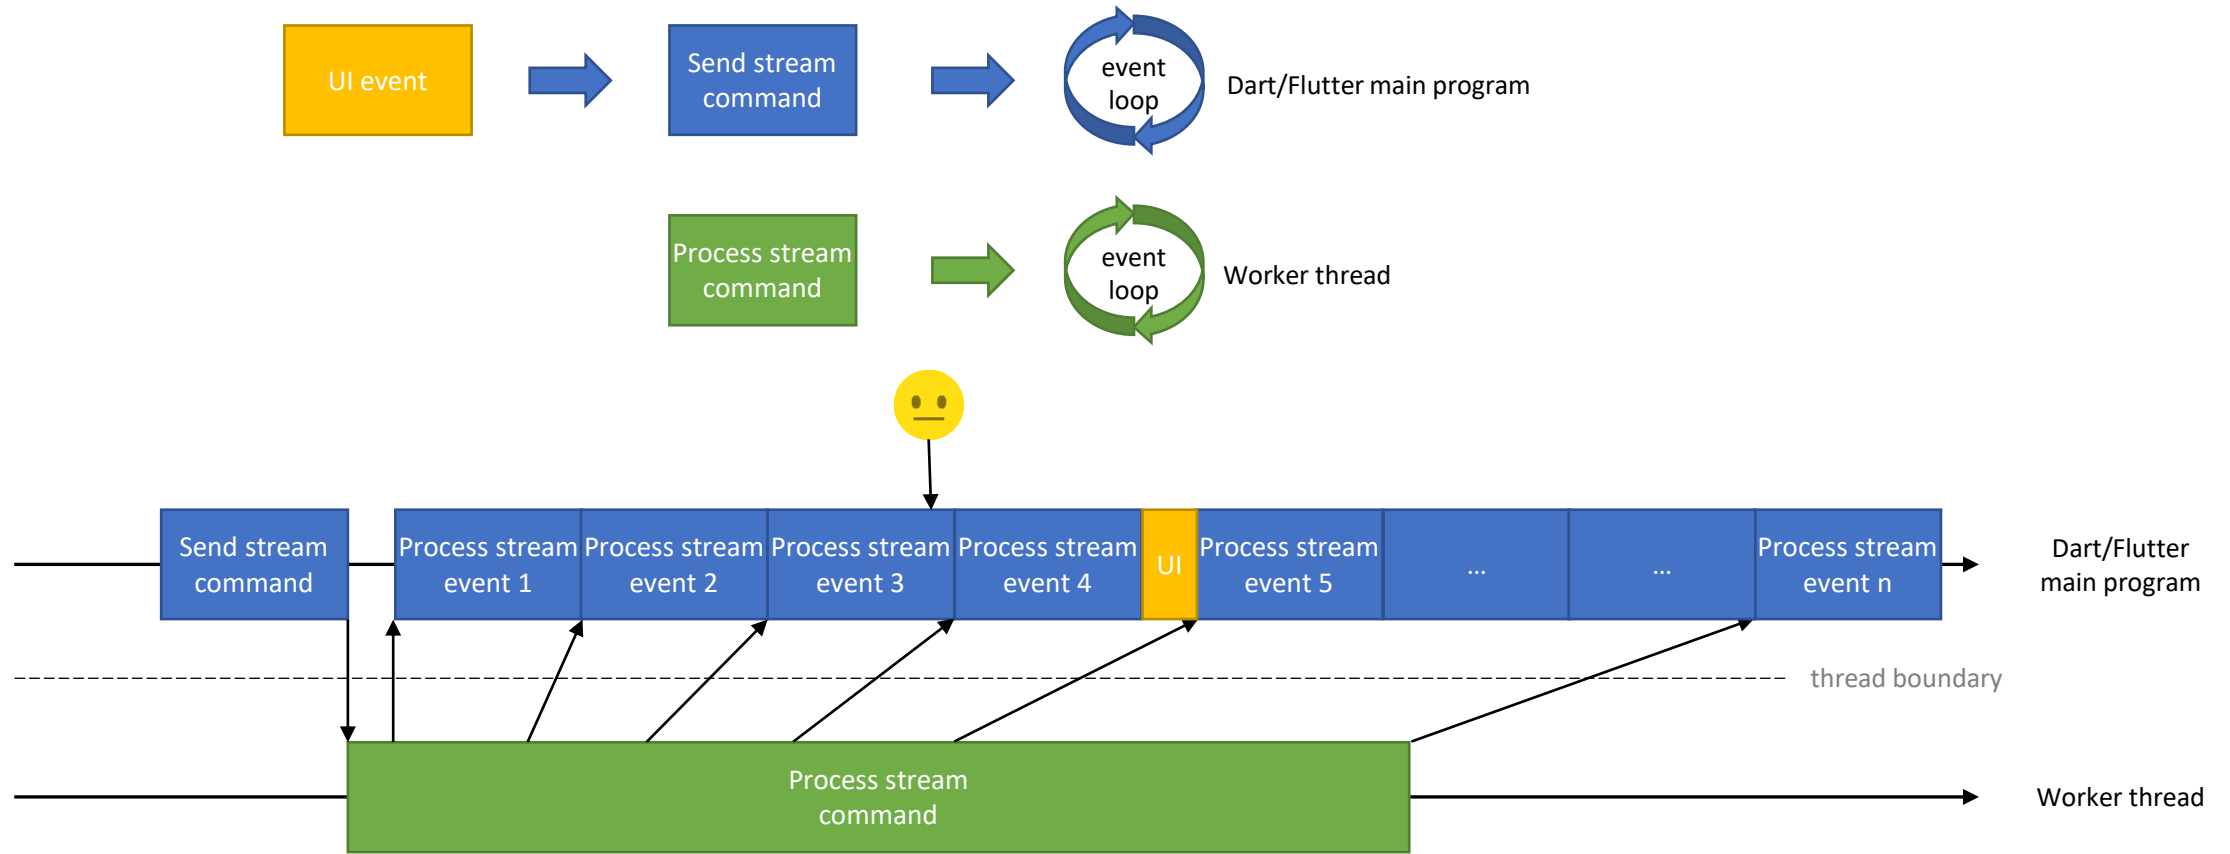 UI event
Send stream
command
event
loop
Dart/Flutter main program
Process stream
command
event
loop
Worker thread
Send stream
command
Process stream
event 1
Process stream
event 2
Process stream
event 3
Process stream
event 4
UI
Process stream
event 5
...
...
Process stream
event n
Dart/Flutter
main program
thread boundary
Process stream
command
Worker thread